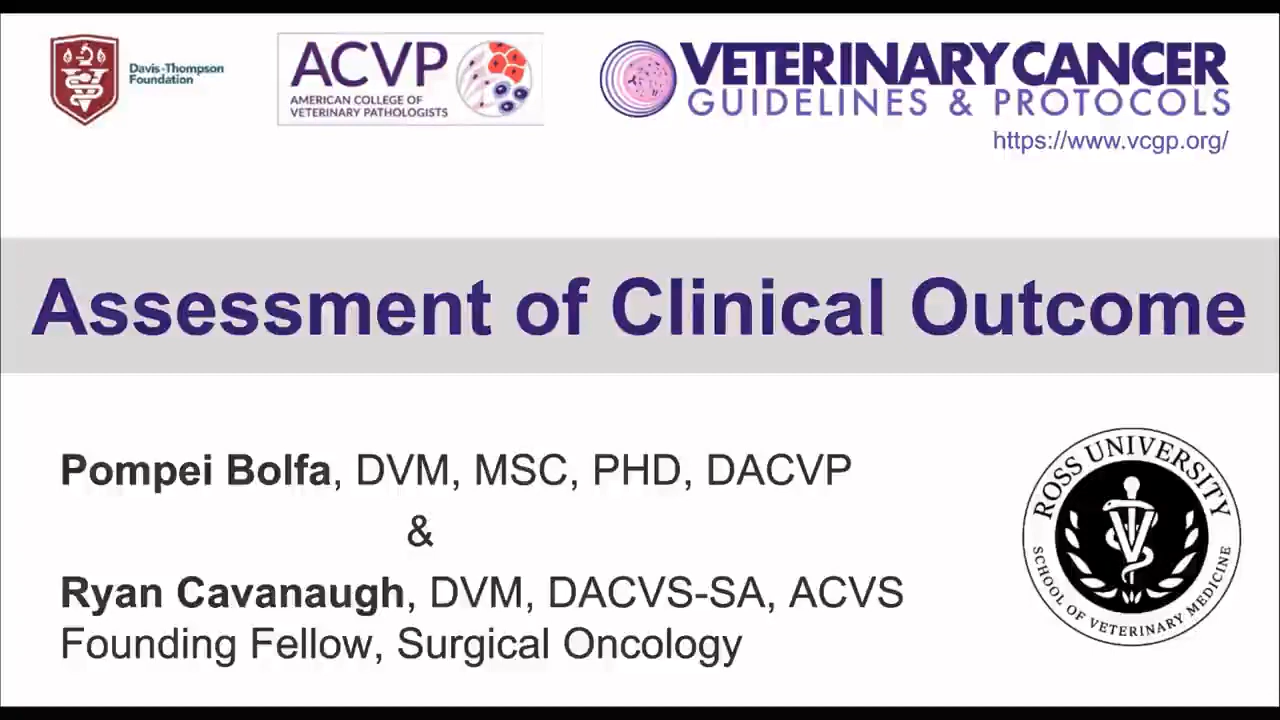 Davis-Thompson
Foundation
ACVP
AMERICAN COLLEGE OF
VETERINARY PATHOLOGISTS
VETERINARY CANCER
GUIDELINES & PROTOCOLS
https://www.vcgp.org/
Assessment of Clinical Outcome
Pompei Bolfa, DVM, MSC, PHD, DACVP
&
Ryan Cavanaugh, DVM, DACVS-SA, ACVS
Founding Fellow, Surgical Oncology
ROSS UNIVERSITY
SCHOOL OF VETERINARY MEDICINE